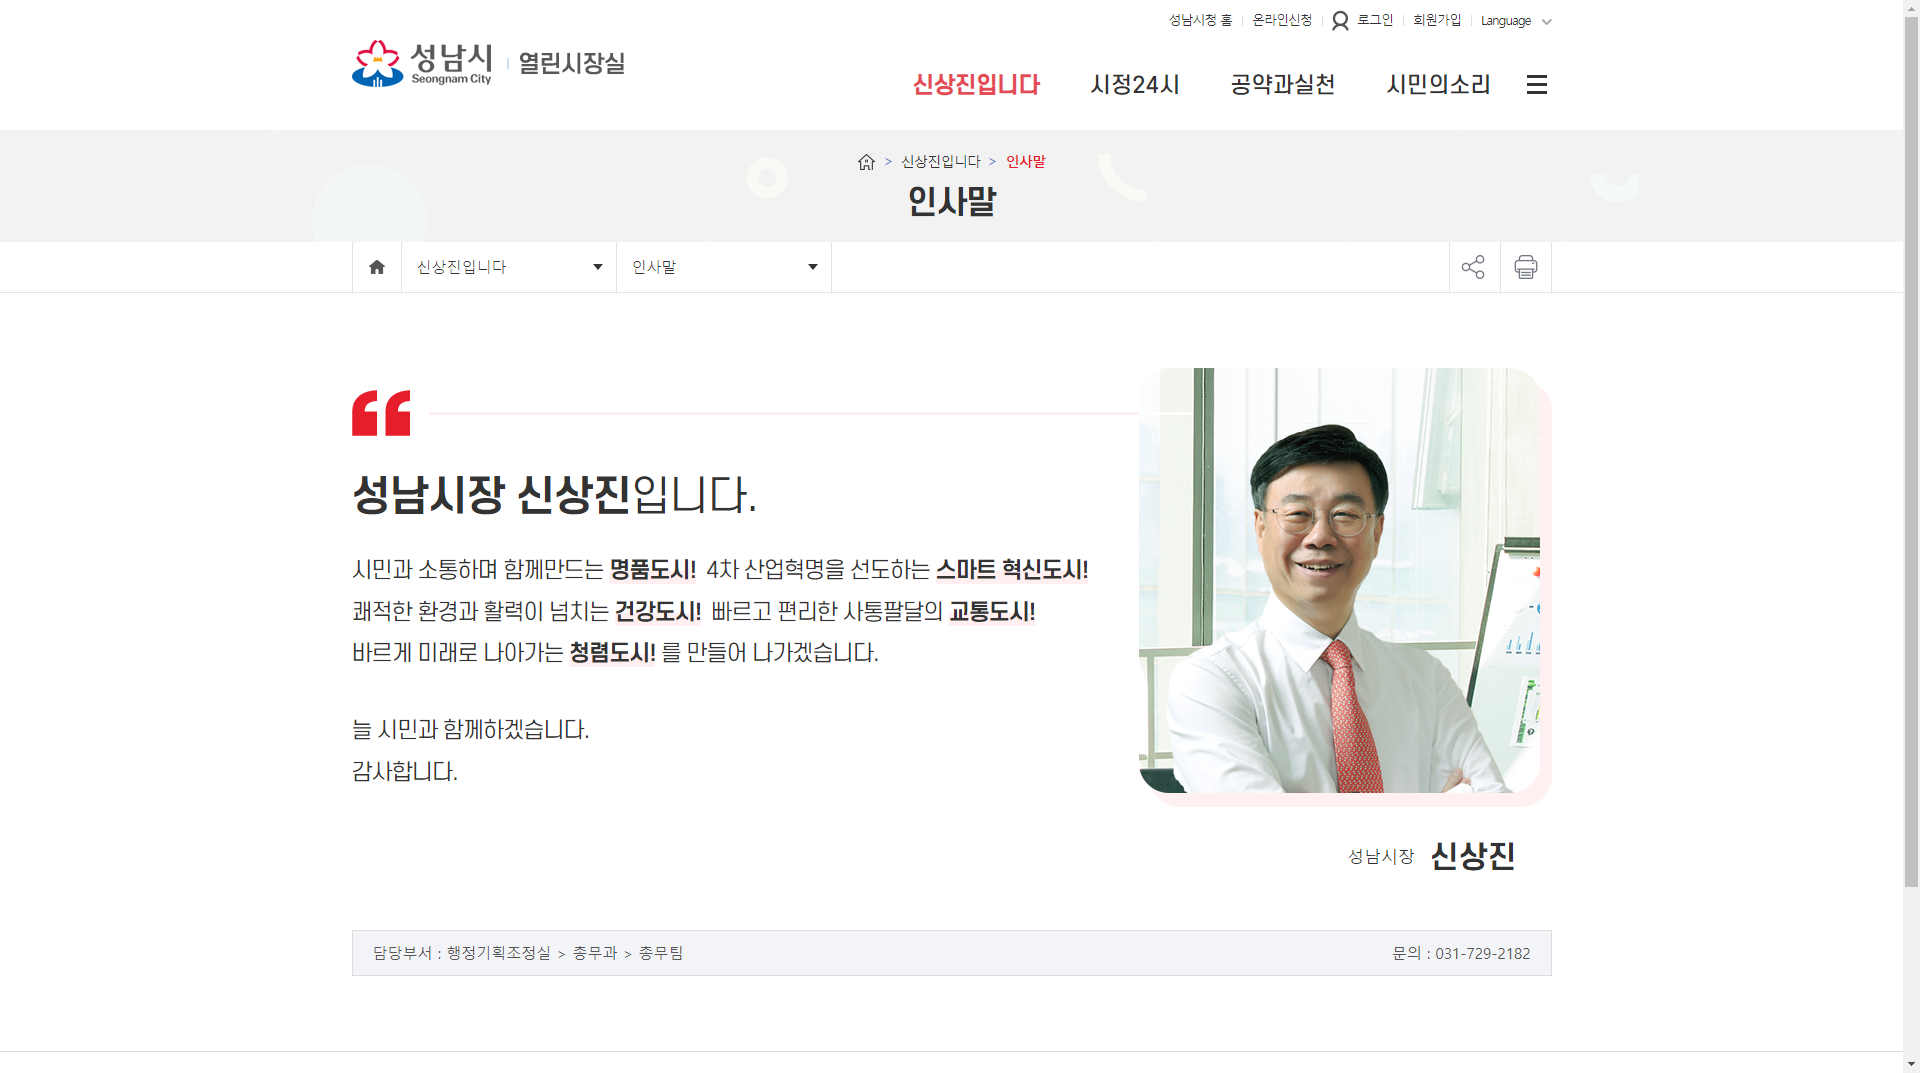 성남시청 홈 온라인신청 로그인 회원가입 Language
성남시 Seongnam City 열린시장실
신상진입니다 시정24시 공약과실천 시민의소리
> 신상진입니다 > 인사말
인사말
신상진입니다 인사말
성남시장 신상진입니다.
시민과 소통하며 함께만드는 명품도시! 4차 산업혁명을 선도하는 스마트 혁신도시!
쾌적한 환경과 활력이 넘치는 건강도시! 빠르고 편리한 사통팔달의 교통도시!
바르게 미래로 나아가는 청렴도시! 를 만들어 나가겠습니다.
늘 시민과 함께하겠습니다.
감사합니다.
성남시장 신상진
담당부서 : 행정기획조정실 > 총무과 > 총무팀 문의 : 031-729-2182